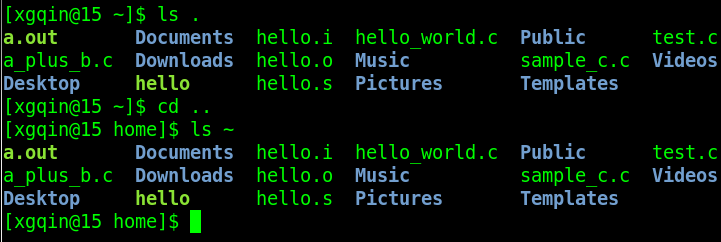 [xgqin@15 ~]$ ls .
a.out Documents hello.i hello_world.c Public test.c
a_plus_b.c Downloads hello.o Music sample_c.c Videos
Desktop hello hello.s Pictures Templates
[xgqin@15 ~]$ cd ..
[xgqin@15 home]$ ls ~
a.out Documents hello.i hello_world.c Public test.c
a_plus_b.c Downloads hello.o Music sample_c.c Videos
Desktop hello hello.s Pictures Templates
[xgqin@15 home]$